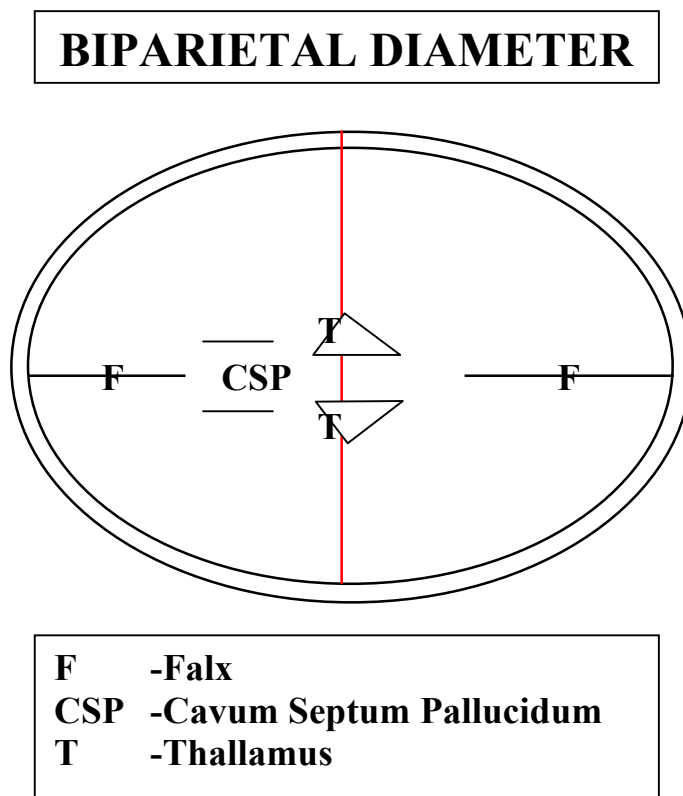 BIPARIETAL DIAMETER
T
F CSP F
T
F -Falx
CSP -Cavum Septum Pallucidum
T -Thallamus